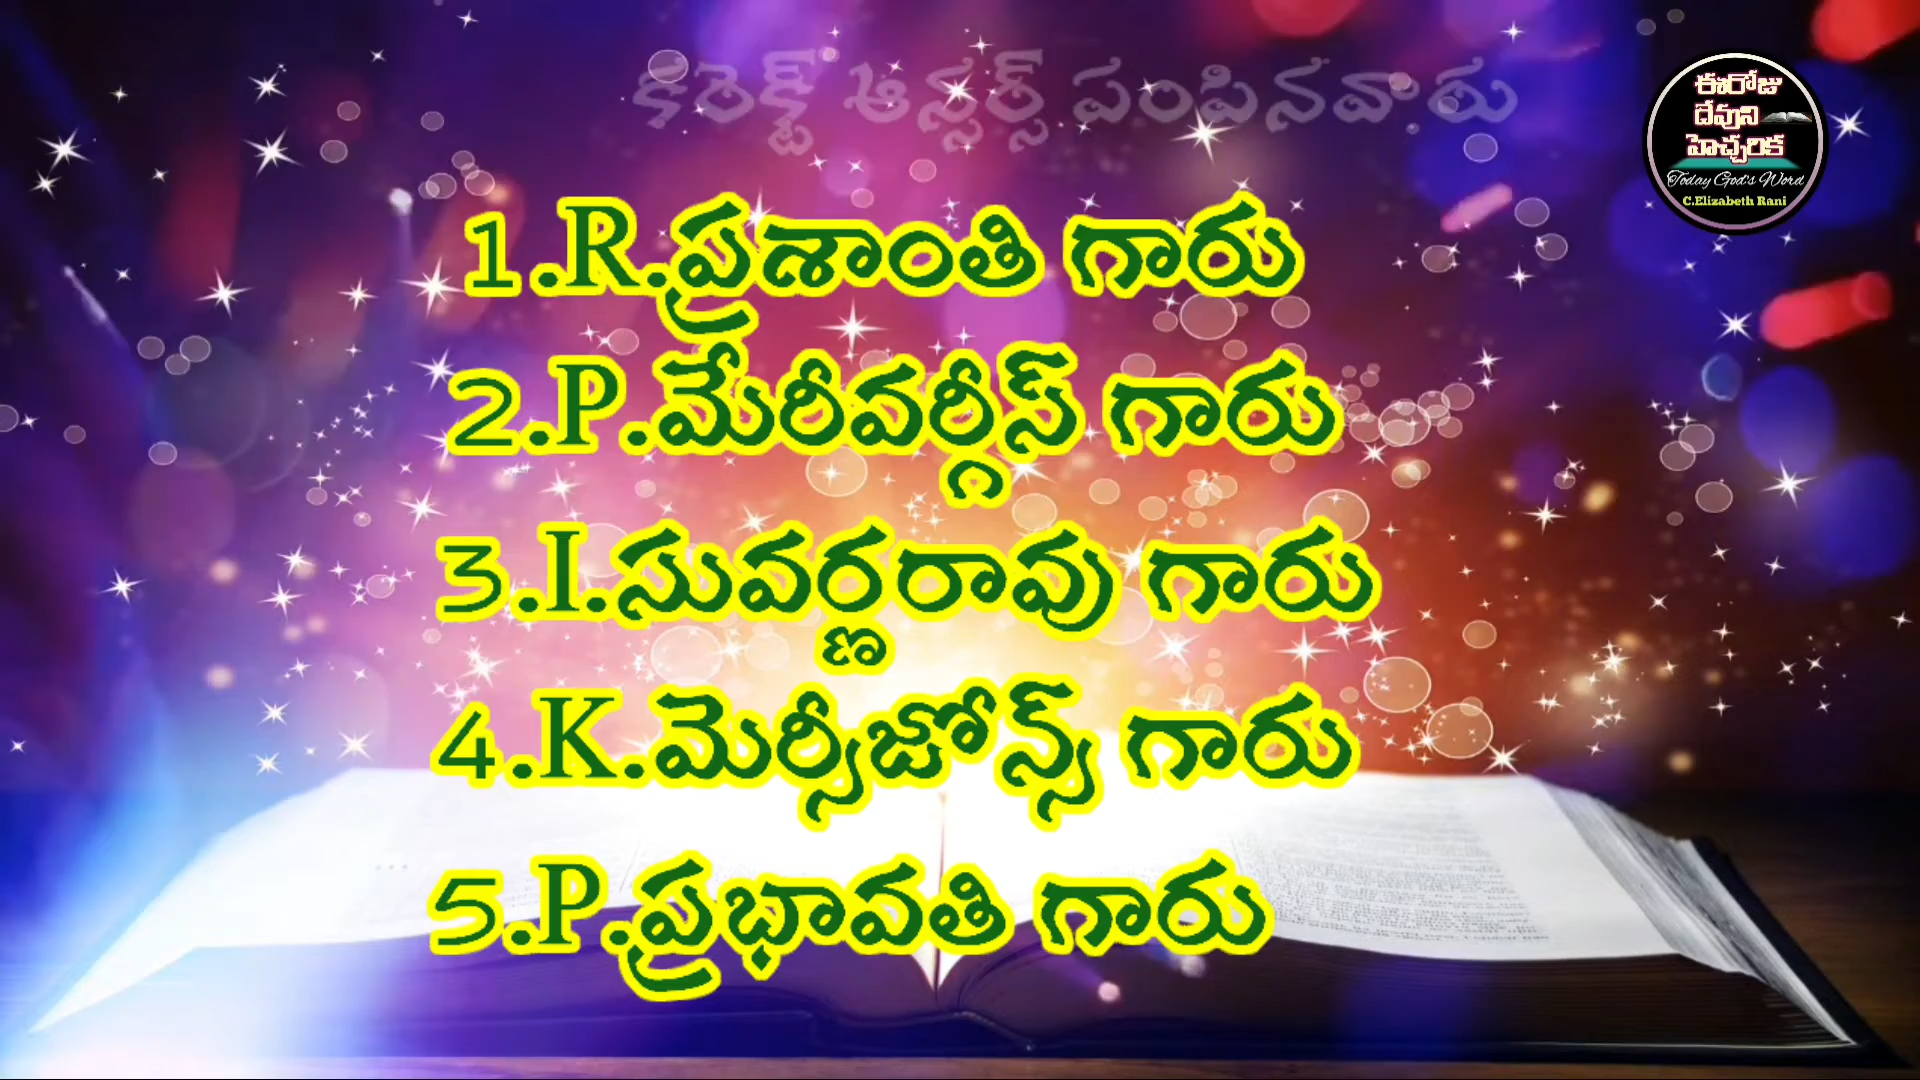 కరెక్ట్ ఆన్సర్స్ పంపినవారు
ఈరోజు
దేవుని
హెచ్చరిక
Today God's Word
C.Elizabeth Rani
1.R.ప్రశాంతి గారు
2.P.మేరీవర్గీస్ గారు
3.I.సువర్ణరావు గారు
4.K.మెర్సీజోన్స్ గారు
5.P.ప్రభావతి గారు